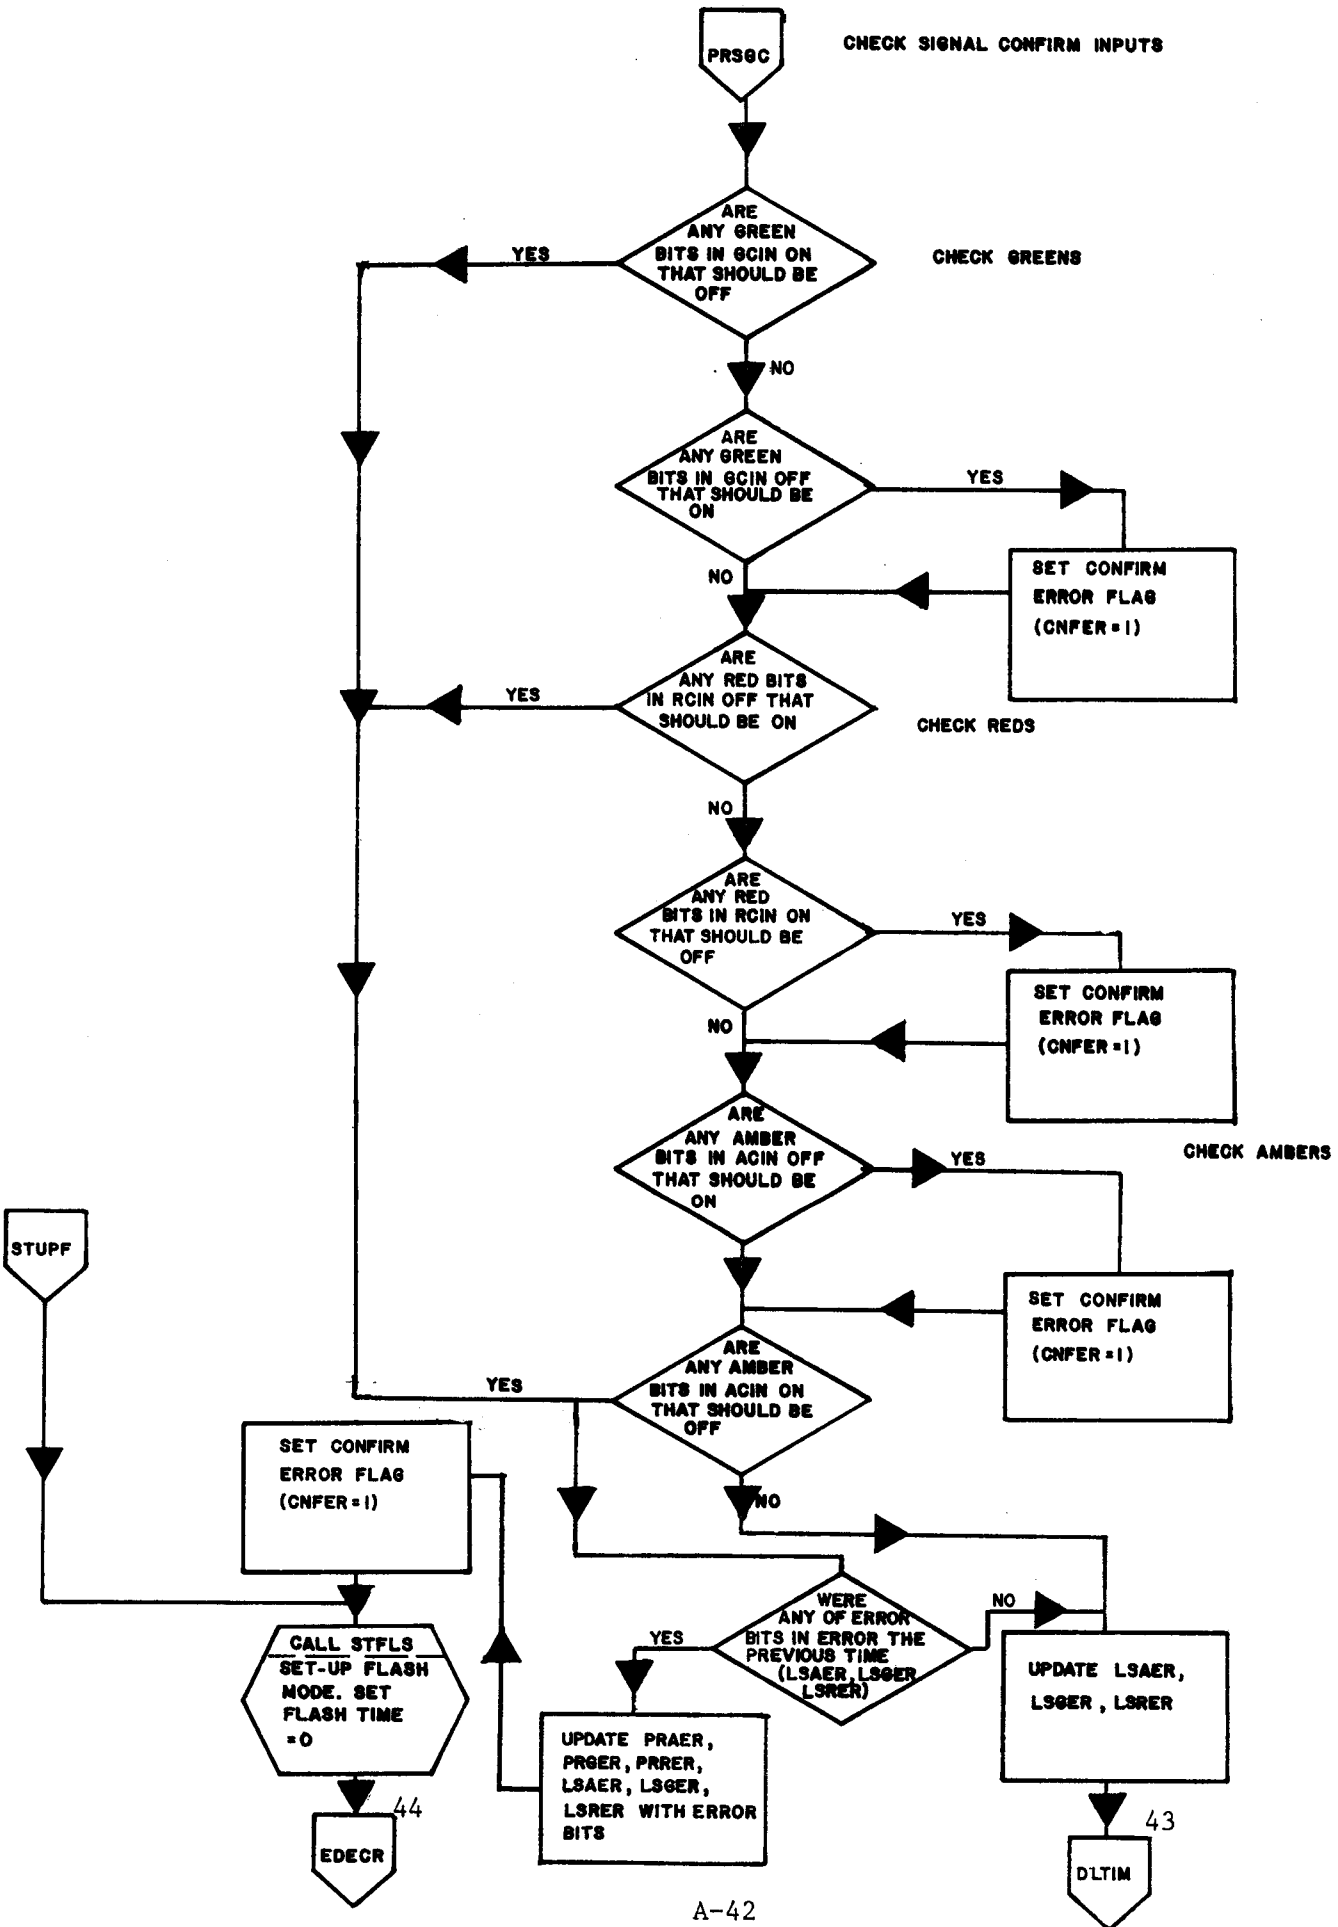 PRSGC
CHECK SIGNAL CONFIRM INPUTS
ARE
ANY GREEN
BITS IN GCIN ON
THAT SHOULD BE
OFF
YES
CHECK GREENS
NO
ARE
ANY GREEN
BITS IN GCIN OFF
THAT SHOULD BE
ON
YES
NO
SET CONFIRM
ERROR FLAG
(CNFER=1)
ARE
ANY RED BITS
IN RCIN OFF THAT
SHOULD BE ON
YES
CHECK REDS
NO
ARE
ANY RED
BITS IN RCIN ON
THAT SHOULD BE
OFF
YES
NO
SET CONFIRM
ERROR FLAG
(CNFER=1)
ARE
ANY AMBER
BITS IN ACIN OFF
THAT SHOULD BE
ON
YES
CHECK AMBERS
STUPF
SET CONFIRM
ERROR FLAG
(CNFER=1)
ARE
ANY AMBER
BITS IN ACIN ON
THAT SHOULD BE
OFF
YES
NO
SET CONFIRM
ERROR FLAG
(CNFER=1)
WERE
ANY OF ERROR
BITS IN ERROR THE
PREVIOUS TIME
(LSAER, LSGER
LSRER)
YES
NO
CALL STFLS
SET-UP FLASH
MODE. SET
FLASH TIME
=0
UPDATE PRAER,
PRGER, PRRER,
LSAER, LSGER,
LSRER WITH ERROR
BITS
UPDATE LSAER,
LSGER, LSRER
44
EDECR
43
DLTIM
A-42